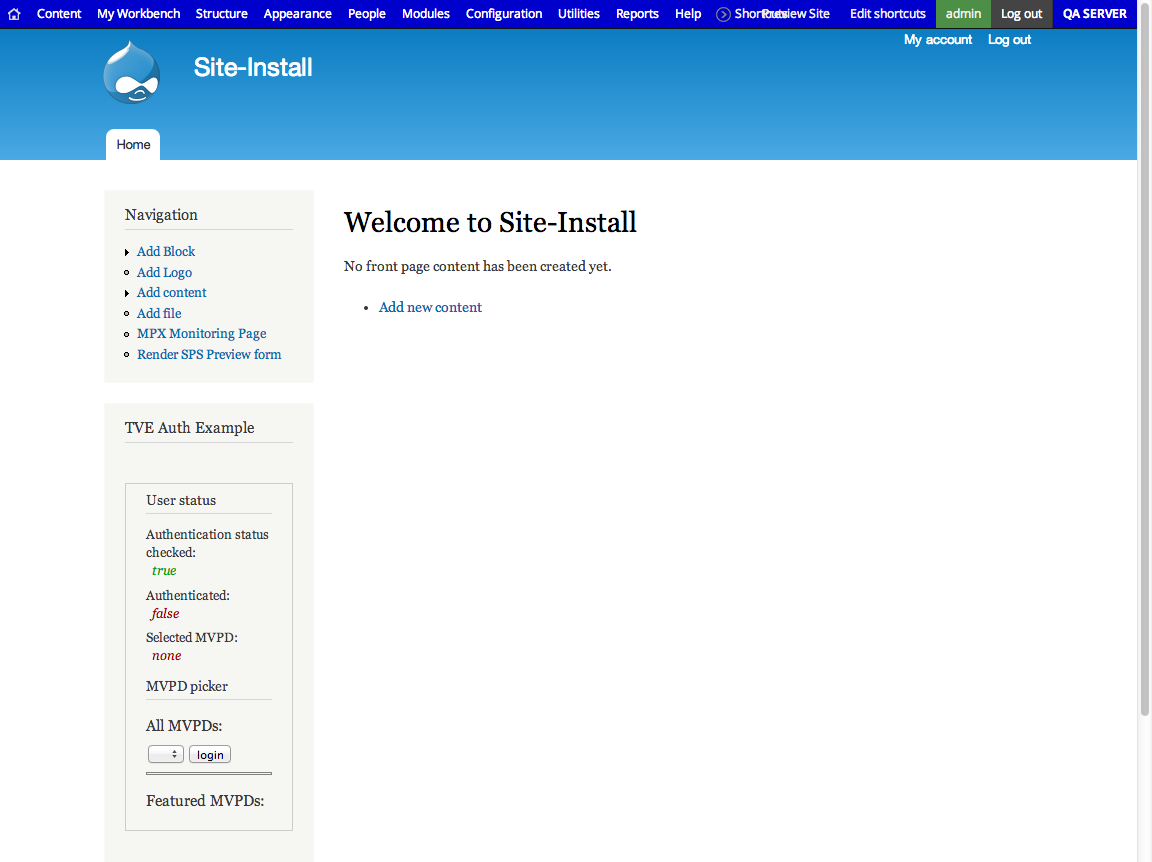 Content My Workbench Structure Appearance People Modules Configuration Utilities Reports Help Shortcuts Preview Site Edit shortcuts admin Log out QA SERVER
My account Log out
Site-Install
Home
Navigation
Add Block
Add Logo
Add content
Add file
MPX Monitoring Page
Render SPS Preview form
Welcome to Site-Install
No front page content has been created yet.
Add new content
TVE Auth Example
User status
Authentication status
checked:
true
Authenticated:
false
Selected MVPD:
none
MVPD picker
All MVPDs:
login
Featured MVPDs: